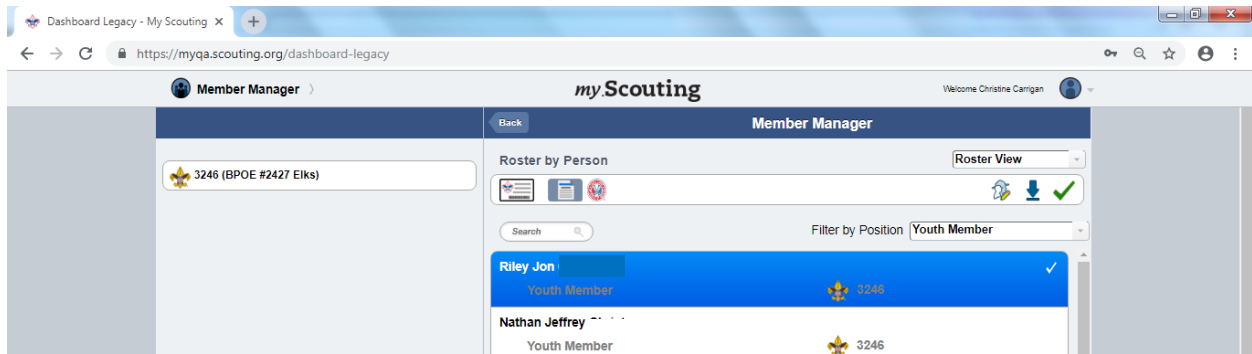 Dashboard Legacy - My Scouting
https://myqa.scouting.org/dashboard-legacy
Member Manager
my.Scouting
Welcome Christine Carrigan
Back
Member Manager
3246 (BPOE #2427 Elks)
Roster by Person
Roster View
Search
Filter by Position
Youth Member
Riley Jon
Youth Member
3246
Nathan Jeffrey
Youth Member
3246